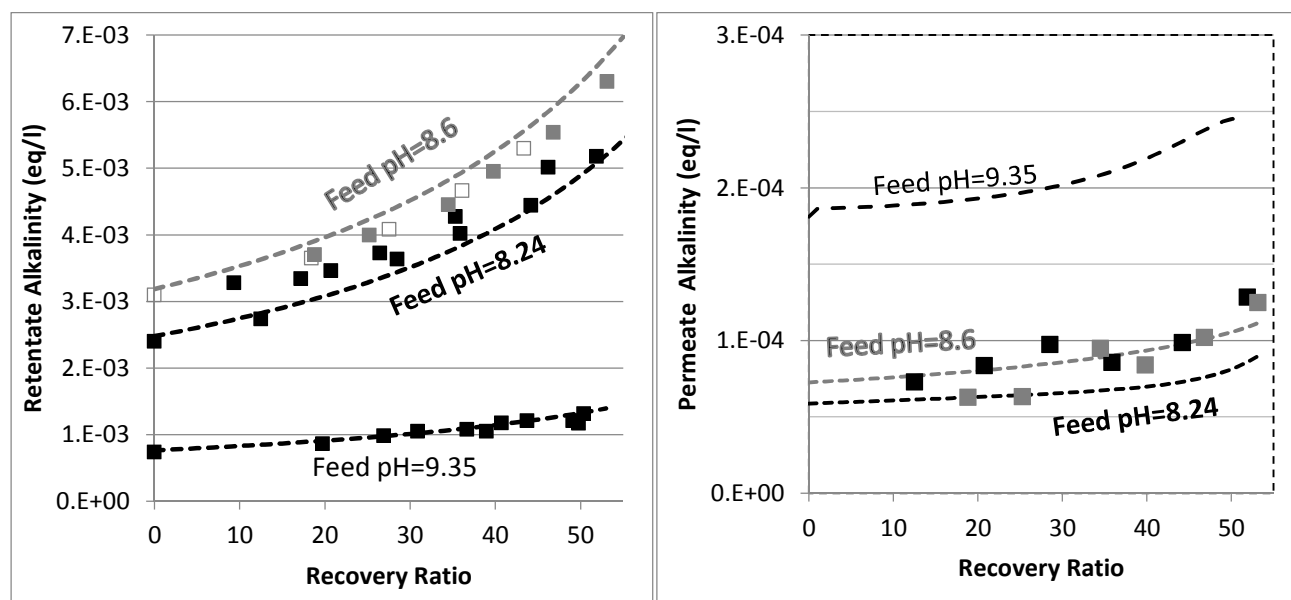 7.E-03
6.E-03
5.E-03
4.E-03
3.E-03
2.E-03
1.E-03
0.E+00
Retentate Alkalinity (eq/l)
Feed pH=8.6
Feed pH=8.24
Feed pH=9.35
0 10 20 30 40 50
Recovery Ratio
3.E-04
2.E-04
1.E-04
0.E+00
Permeate Alkalinity (eq/l)
Feed pH=9.35
Feed pH=8.6
Feed pH=8.24
0 10 20 30 40 50
Recovery Ratio